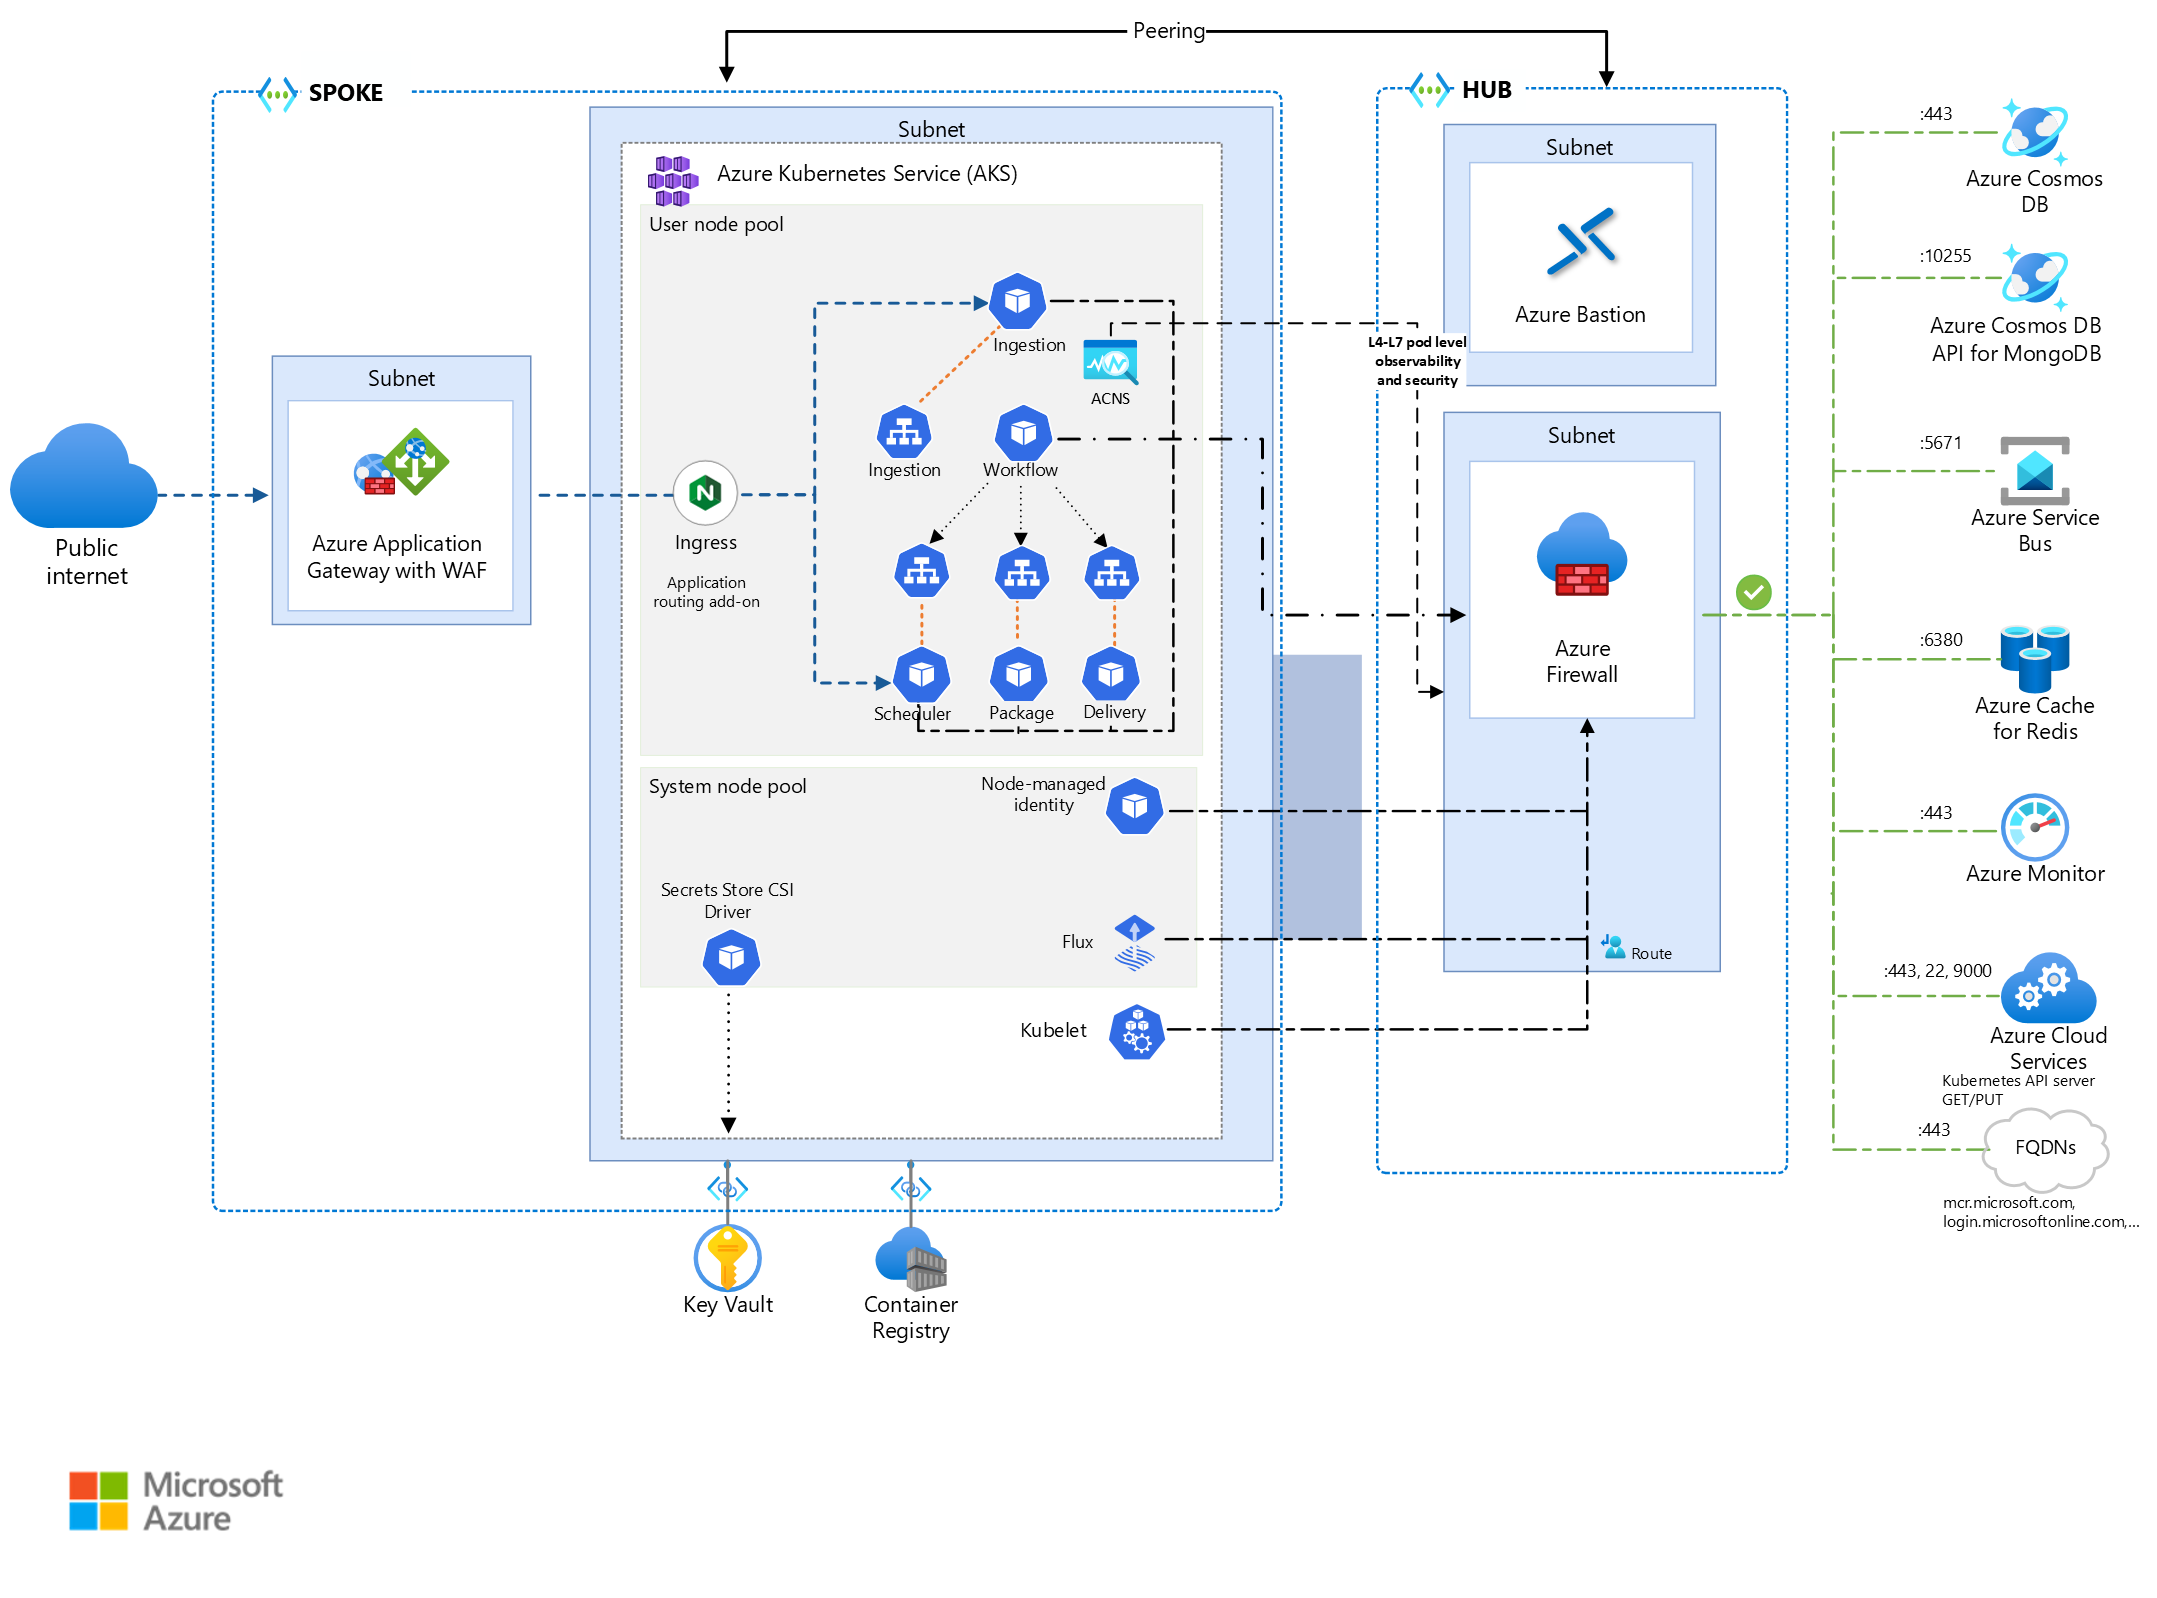 Peering
SPOKE
HUB
Subnet
Azure Kubernetes Service (AKS)
User node pool
Ingestion
ACNS
Ingestion
Workflow
Ingress
Application
routing add-on
Scheduler
Package
Delivery
System node pool
Node-managed
identity
Secrets Store CSI
Driver
Flux
Kubelet
Public
internet
Subnet
Azure Application
Gateway with WAF
Key Vault
Container
Registry
Subnet
Azure Bastion
L4-L7 pod level
observability
and security
Subnet
Azure
Firewall
Route
:443
Azure Cosmos
DB
:10255
Azure Cosmos DB
API for MongoDB
:5671
Azure Service
Bus
:6380
Azure Cache
for Redis
:443
Azure Monitor
:443, 22, 9000
Azure Cloud
Services
Kubernetes API server
GET/PUT
:443
FQDNs
mcr.microsoft.com,
login.microsoftonline.com,...
Microsoft
Azure